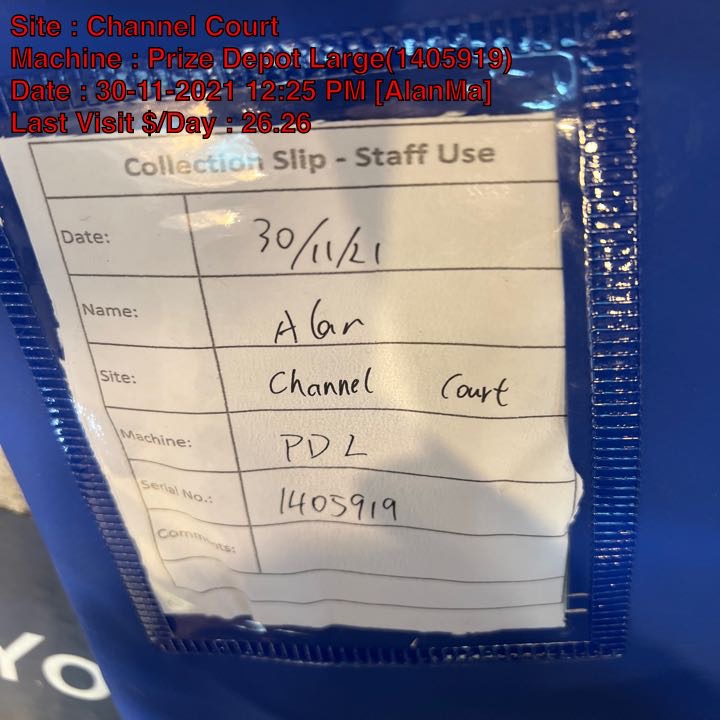 Site : Channel Court
Machine : Prize Depot Large(1405919)
Date : 30-11-2021 12:25 PM [AlanMa]
Last Visit $/Day : 26.26
Collection Slip - Staff Use
Date: 30/11/21
Name: Alan
Site: Channel Court
Machine: PD L
Serial No.: 1405919
Comments:
YO